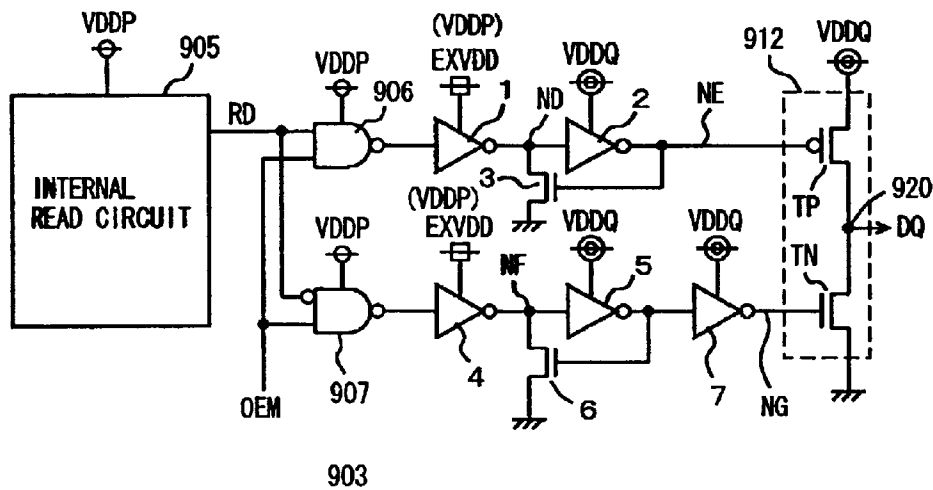 VDDP
905
RD
INTERNAL
READ CIRCUIT
VDDP
906
(VDDP)
EXVDD
1
ND
VDDQ
2
NE
912
VDDQ
TP
3
920
DQ
VDDP
907
OEM
(VDDP)
EXVDD
4
NF
VDDQ
5
6
VDDQ
7
NG
TN
903